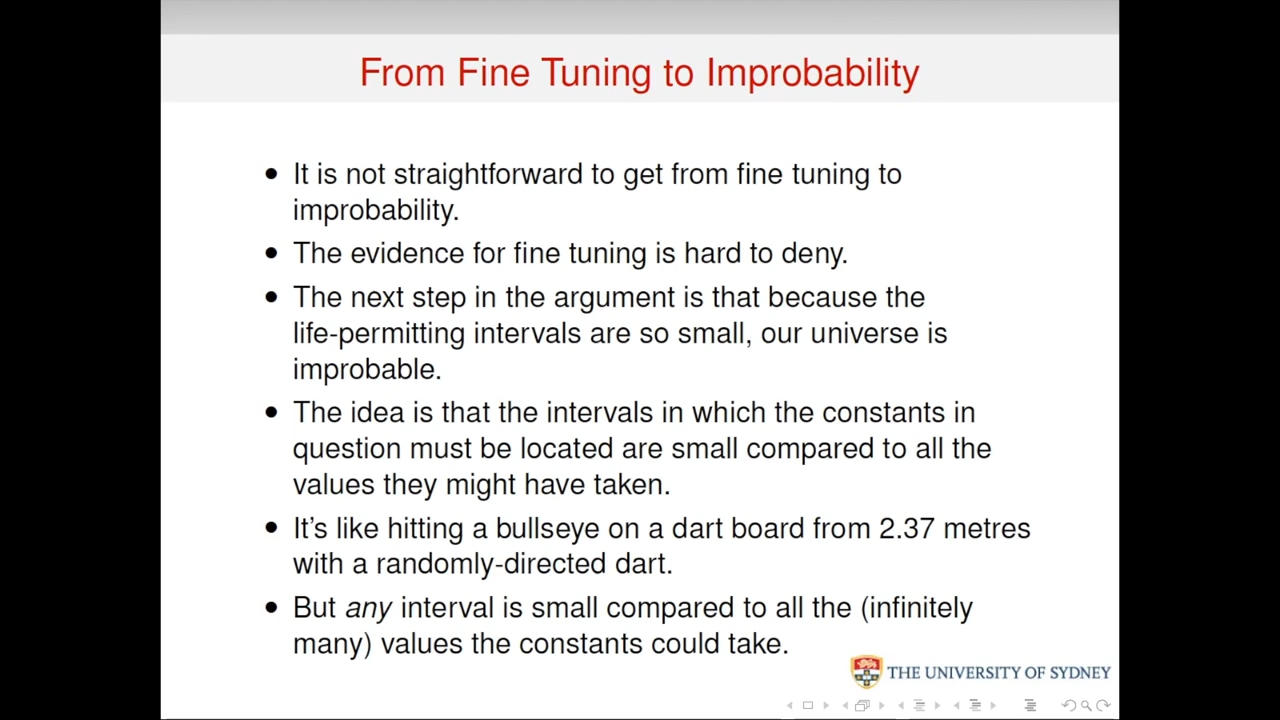 From Fine Tuning to Improbability
• It is not straightforward to get from fine tuning to
improbability.
• The evidence for fine tuning is hard to deny.
• The next step in the argument is that because the
life-permitting intervals are so small, our universe is
improbable.
• The idea is that the intervals in which the constants in
question must be located are small compared to all the
values they might have taken.
• It's like hitting a bullseye on a dart board from 2.37 metres
with a randomly-directed dart.
• But any interval is small compared to all the (infinitely
many) values the constants could take.
THE UNIVERSITY OF SYDNEY